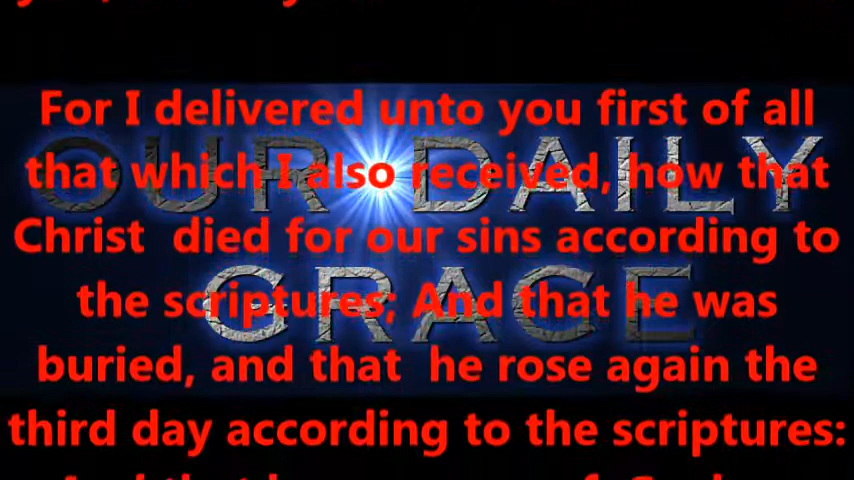 For I delivered unto you first of all
that which I also received, how that
Christ died for our sins according to
the scriptures; And that he was
buried, and that he rose again the
third day according to the scriptures:
OUR DAILY
GRACE